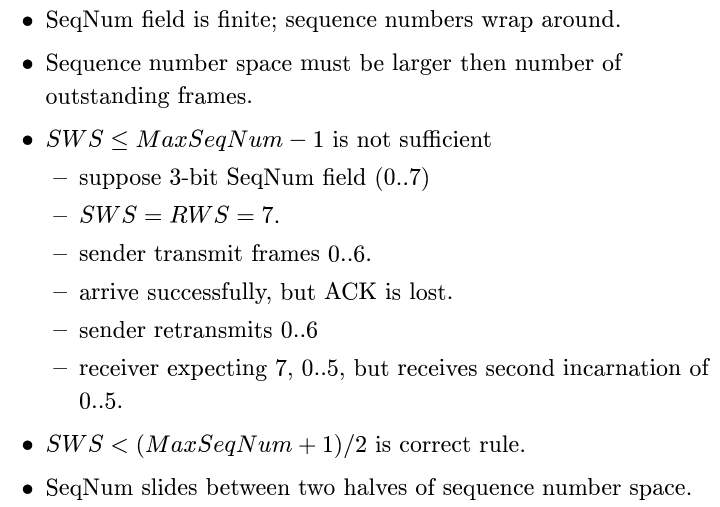 • SeqNum field is finite; sequence numbers wrap around.
• Sequence number space must be larger then number of
outstanding frames.
• SWS ≤ MaxSeqNum − 1 is not sufficient
– suppose 3-bit SeqNum field (0..7)
– SWS = RWS = 7.
– sender transmit frames 0..6.
– arrive successfully, but ACK is lost.
– sender retransmits 0..6
– receiver expecting 7, 0..5, but receives second incarnation of
0..5.
• SWS < (MaxSeqNum + 1)/2 is correct rule.
• SeqNum slides between two halves of sequence number space.